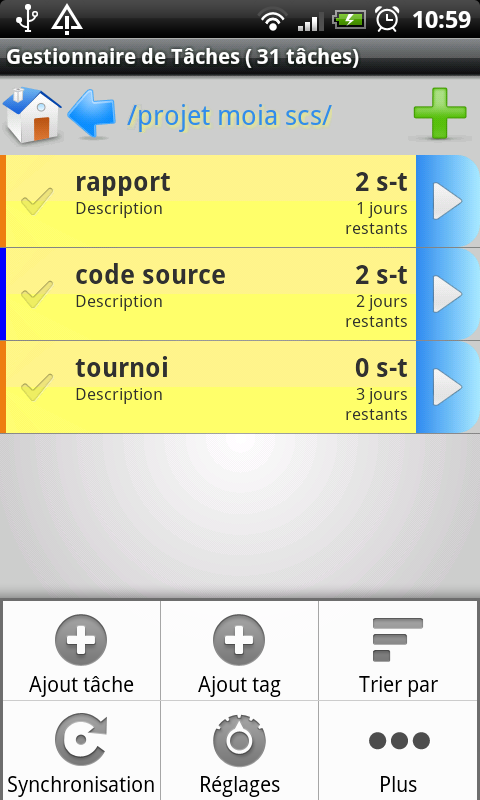 10:59
Gestionnaire de Tâches ( 31 tâches)
/projet moia scs/
rapport 2 s-t
Description 1 jours
restants
code source 2 s-t
Description 2 jours
restants
tournoi 0 s-t
Description 3 jours
restants
Ajout tâche Ajout tag Trier par
Synchronisation Réglages Plus